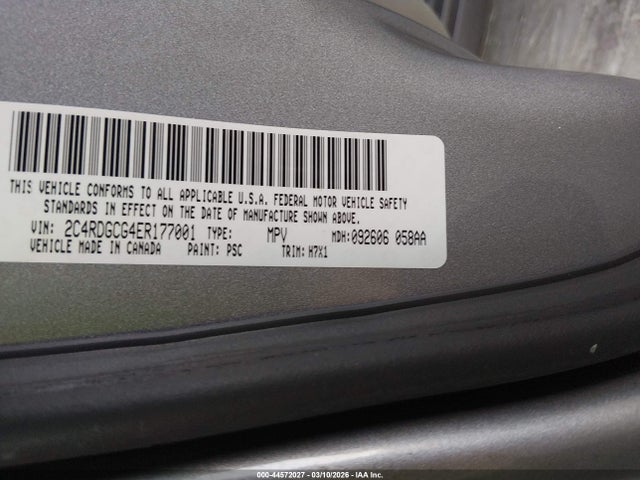 THIS VEHICLE CONFORMS TO ALL APPLICABLE U.S.A. FEDERAL MOTOR VEHICLE SAFETY
STANDARDS IN EFFECT ON THE DATE OF MANUFACTURE SHOWN ABOVE.
VIN: 2C4RDGCG4ER177001 TYPE: MPV MDH:092606 058AA
VEHICLE MADE IN CANADA PAINT: PSC TRIM: H7X1
000-44572027 - 03/10/2026 - IAA Inc.